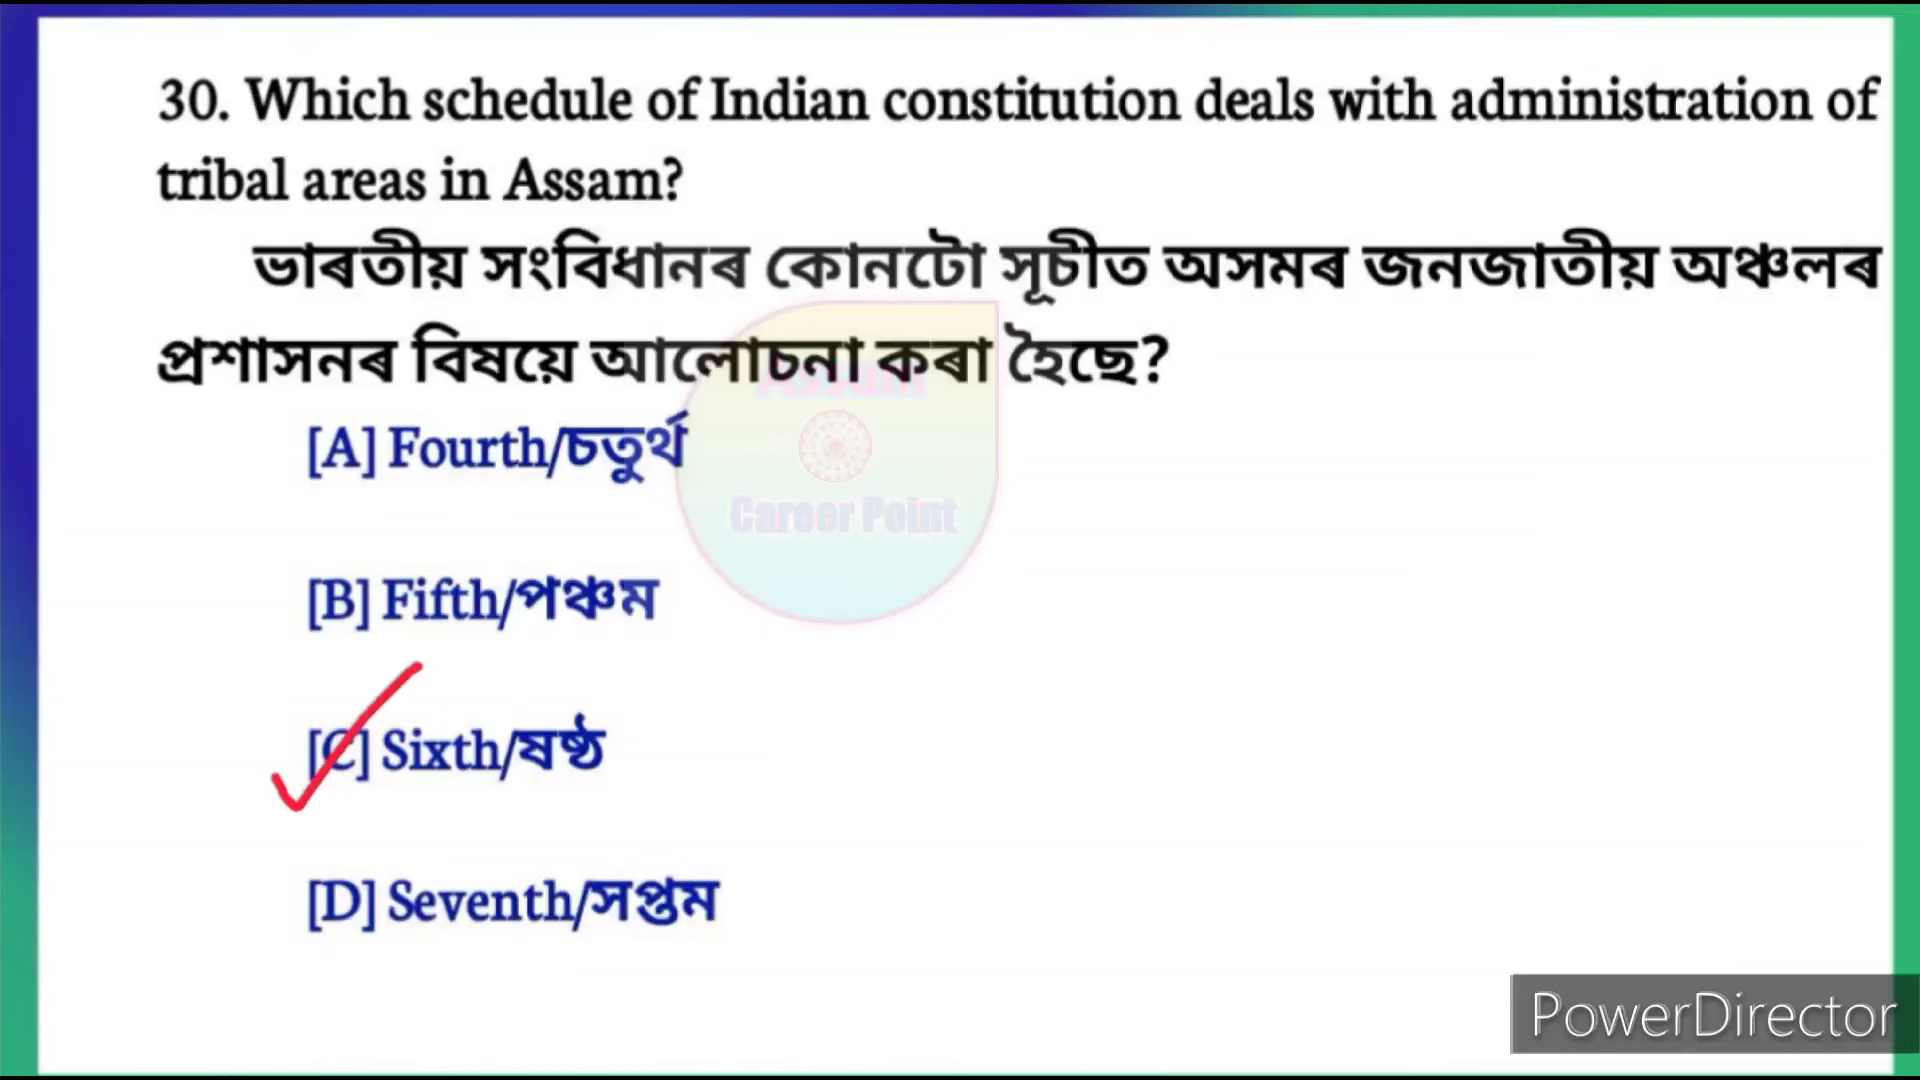 30. Which schedule of Indian constitution deals with administration of
tribal areas in Assam?
ভাৰতীয় সংবিধানৰ কোনটো সূচীত অসমৰ জনজাতীয় অঞ্চলৰ
প্ৰশাসনৰ বিষয়ে আলোচনা কৰা হৈছে?
Assam
[A] Fourth/চতুৰ্থ
Career Point
[B] Fifth/পঞ্চম
[C] Sixth/ষষ্ঠ
[D] Seventh/সপ্তম
PowerDirector